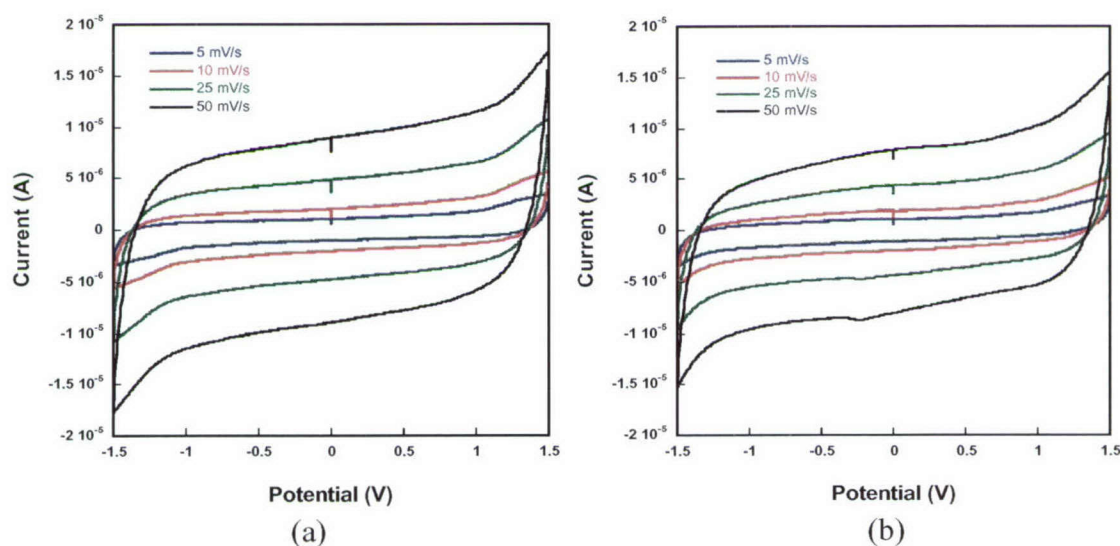 2 10-5
1.5 10-5
1 10-5
5 10-6
0
-5 10-6
-1 10-5
-1.5 10-5
-2 10-5
Current (A)
5 mV/s
10 mV/s
25 mV/s
50 mV/s
-1.5 -1 -0.5 0 0.5 1 1.5
Potential (V)
(a)
2 10-5
1.5 10-5
1 10-5
5 10-6
0
-5 10-6
-1 10-5
-1.5 10-5
-2 10-5
Current (A)
5 mV/s
10 mV/s
25 mV/s
50 mV/s
-1.5 -1 -0.5 0 0.5 1 1.5
Potential (V)
(b)